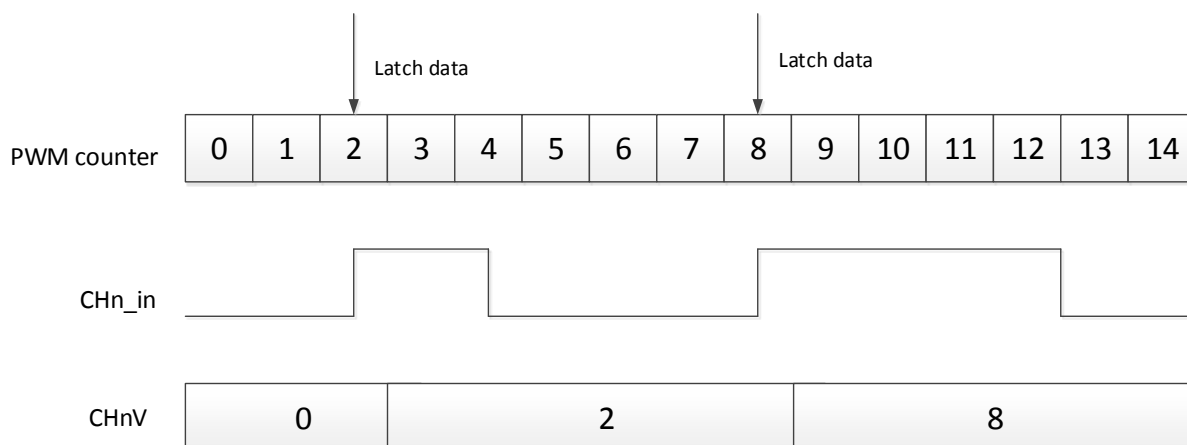 Latch data
Latch data
PWM counter 0 1 2 3 4 5 6 7 8 9 10 11 12 13 14
CHn_in
CHnV 0 2 8